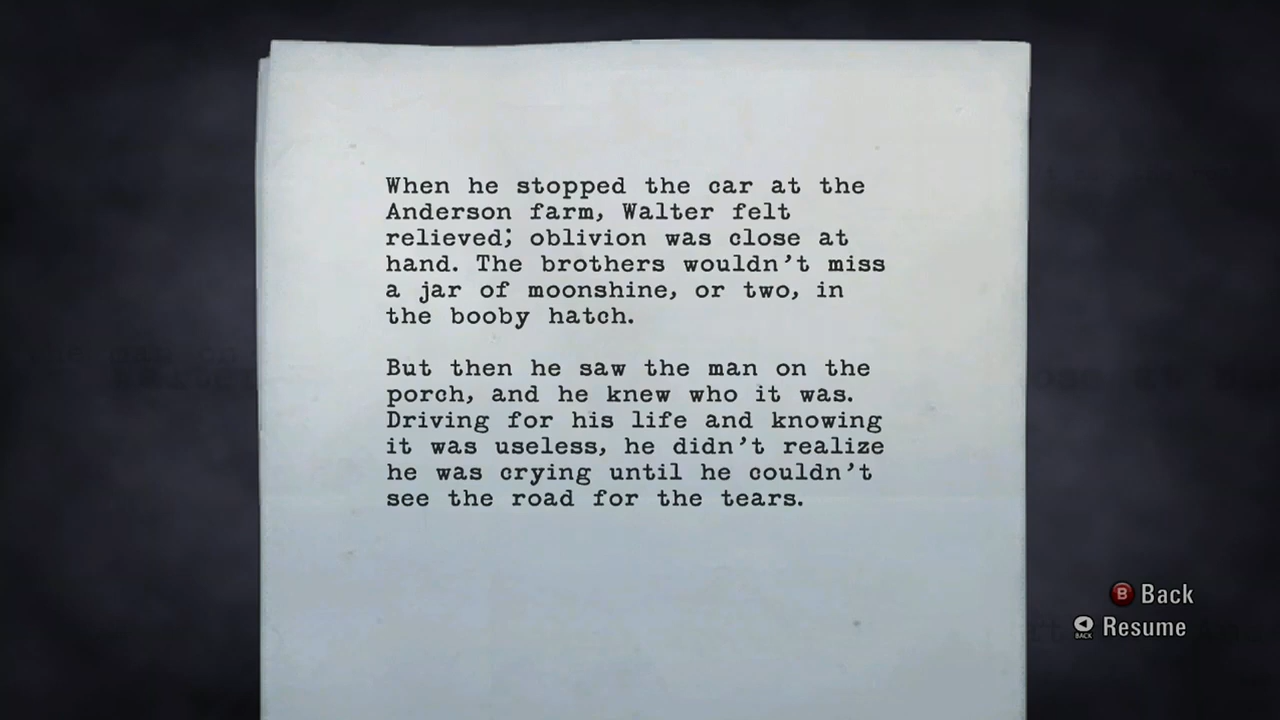 When he stopped the car at the
Anderson farm, Walter felt
relieved; oblivion was close at
hand. The brothers wouldn't miss
a jar of moonshine, or two, in
the booby hatch.
But then he saw the man on the
porch, and he knew who it was.
Driving for his life and knowing
it was useless, he didn't realize
he was crying until he couldn't
see the road for the tears.
B Back
BACK Resume